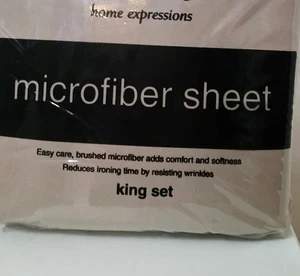 home expressions
microfiber sheet
Easy care, brushed microfiber adds comfort and softness
Reduces ironing time by resisting wrinkles
king set